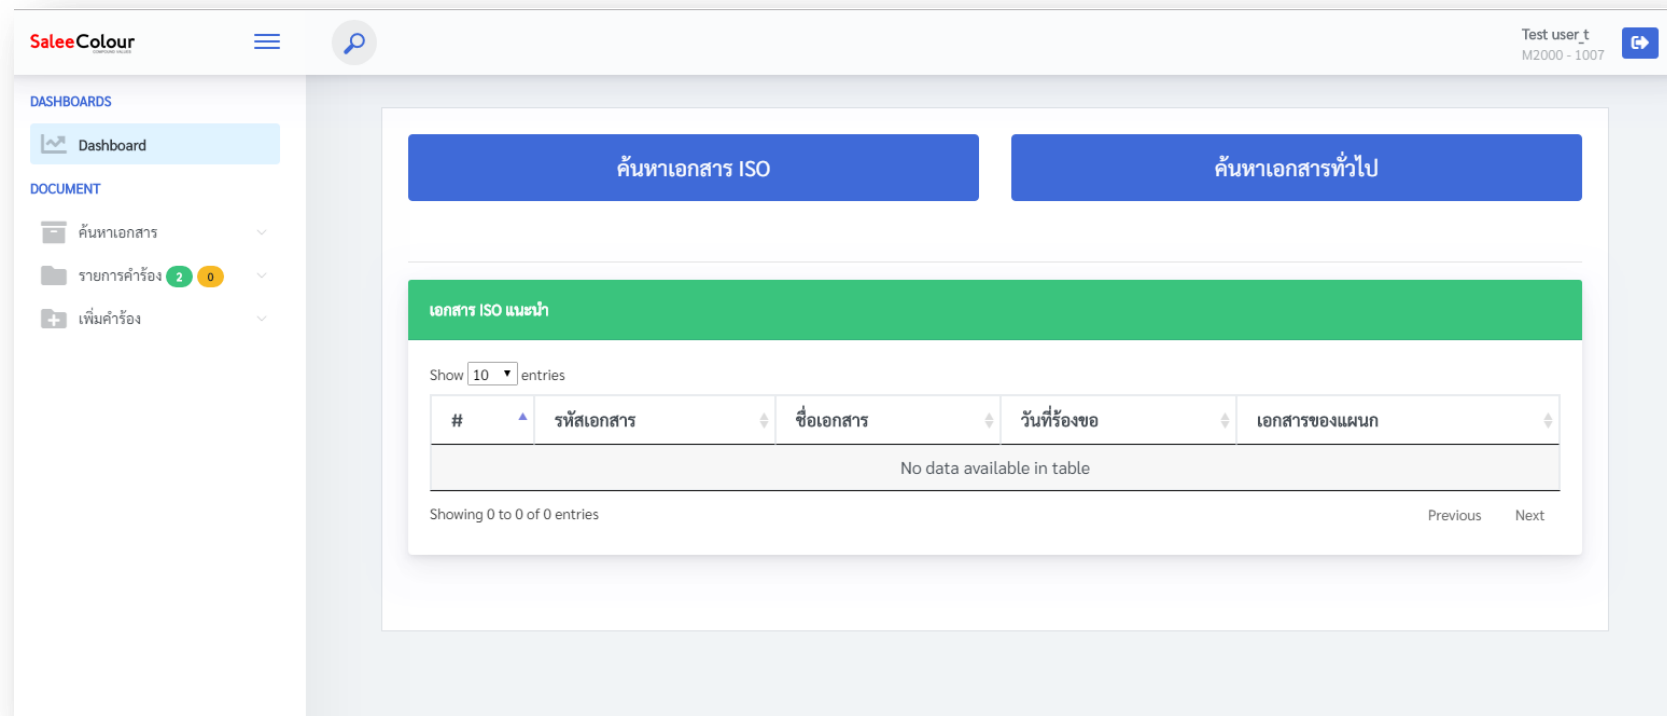 SaleeColour
Test user_t
M2000 - 1007
DASHBOARDS
Dashboard
DOCUMENT
ค้นหาเอกสาร
รายการคำร้อง 2 0
เพิ่มคำร้อง
ค้นหาเอกสาร ISO
ค้นหาเอกสารทั่วไป
เอกสาร ISO แนะนำ
Show 10 entries
# รหัสเอกสาร ชื่อเอกสาร วันที่ร้องขอ เอกสารของแผนก
No data available in table
Showing 0 to 0 of 0 entries
Previous Next